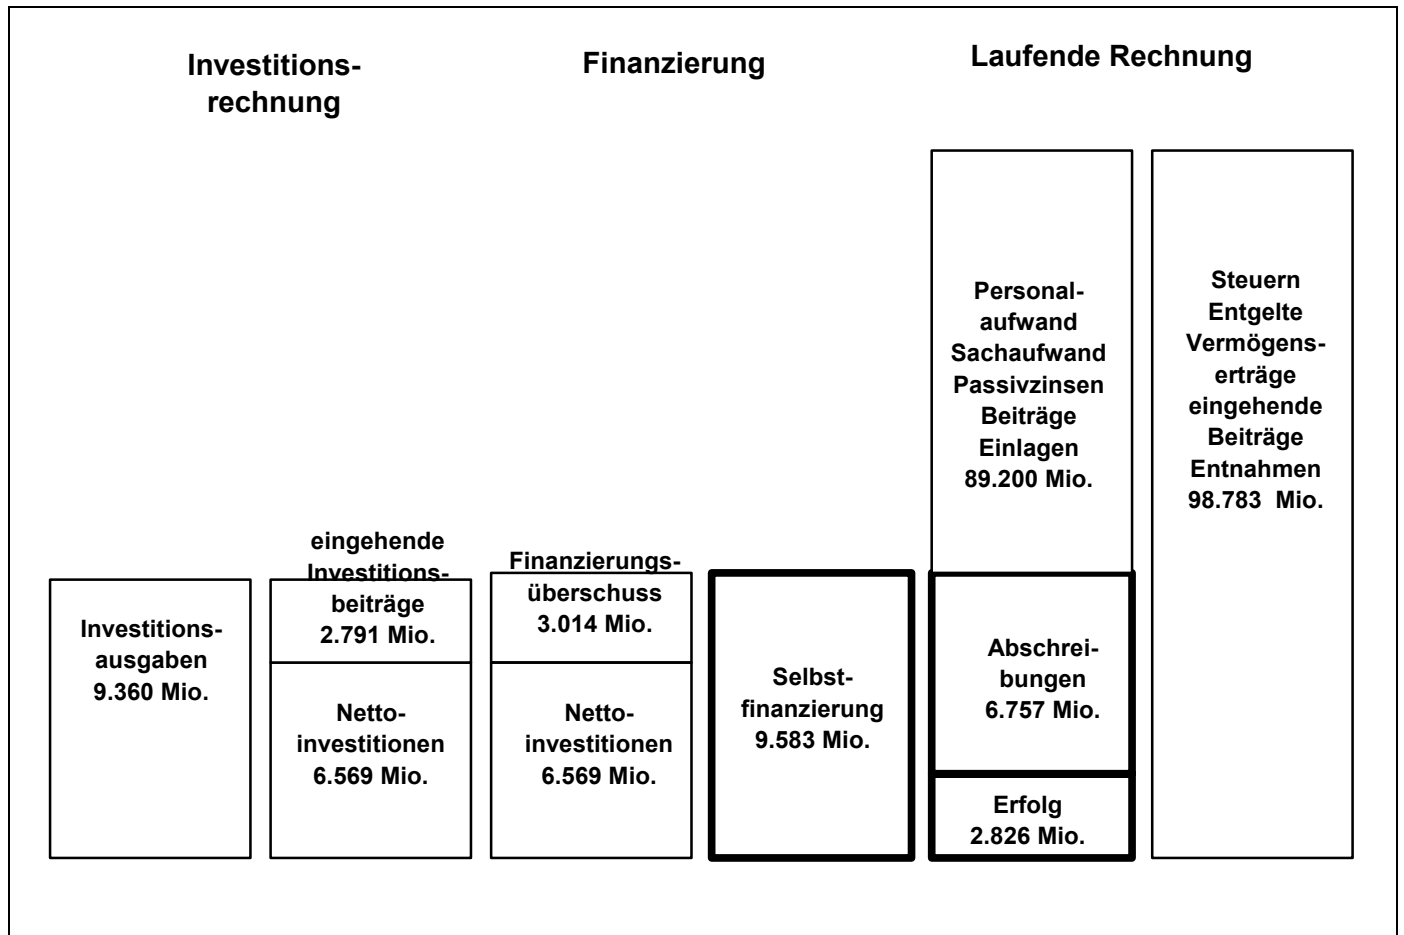 Investitions-
rechnung
Finanzierung
Laufende Rechnung
Investitions-
ausgaben
9.360 Mio.
eingehende
Investitions-
beiträge
2.791 Mio.
Netto-
investitionen
6.569 Mio.
Finanzierungs-
überschuss
3.014 Mio.
Netto-
investitionen
6.569 Mio.
Selbst-
finanzierung
9.583 Mio.
Personal-
aufwand
Sachaufwand
Passivzinsen
Beiträge
Einlagen
89.200 Mio.
Abschrei-
bungen
6.757 Mio.
Erfolg
2.826 Mio.
Steuern
Entgelte
Vermögens-
erträge
eingehende
Beiträge
Entnahmen
98.783 Mio.